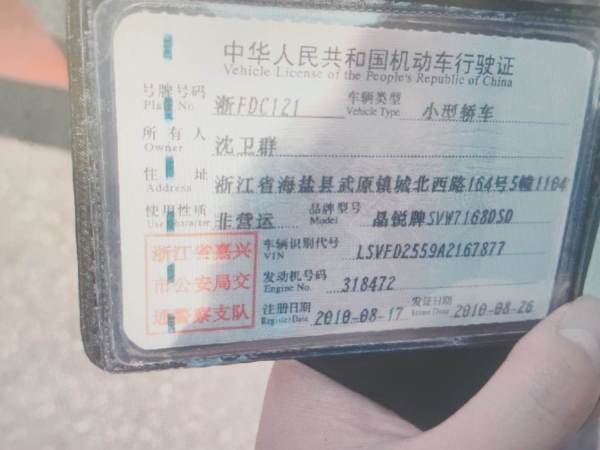 中华人民共和国机动车行驶证
Vehicle License of the People's Republic of China
号牌号码 浙FDC121 车辆类型 小型轿车
Plate No. Vehicle Type
所有人 沈卫群
Owner
住址 浙江省海盐县武原镇城北西路164号5幢1104
Address
使用性质 非营运 品牌型号 晶锐牌SVW7168DSD
Use Character Model
浙江省嘉兴市公安局交通警察支队
车辆识别代号 LSVFD2559A2167877
VIN
发动机号码 318472
Engine No.
注册日期 2010-08-17 发证日期 2010-08-26
Register Date Issue Date